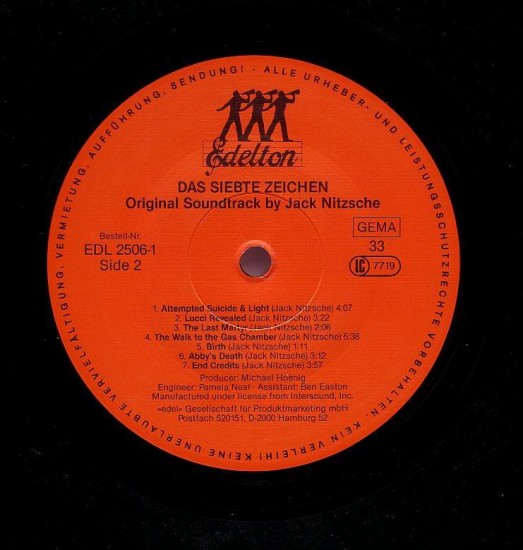 ALLE URHEBER- UND LEISTUNGSSCHUTZRECHTE VORBEHALTEN. KEIN VERLEIH! KEINE UNERLAUBTE VERVIELFÄLTIGUNG, VERMIETUNG, AUFFÜHRUNG, SENDUNG! -
Edelton
DAS SIEBTE ZEICHEN
Original Soundtrack by Jack Nitzsche
Bestell-Nr.
EDL 2506-1
Side 2
GEMA
33
LC 7719
1. Attempted Suicide & Light (Jack Nitzsche) 4:07
2. Lucci Revealed (Jack Nitzsche) 3:22
3. The Last Martyr (Jack Nitzsche) 2:06
4. The Walk to the Gas Chamber (Jack Nitzsche) 5:38
5. Birth (Jack Nitzsche) 1:11
6. Abby's Death (Jack Nitzsche) 3:12
7. End Credits (Jack Nitzsche) 3:57
Producer: Michael Hoenig
Engineer: Pamela Neal - Assistant: Ben Easton
Manufactured under license from Intersound, Inc.
»edel« Gesellschaft für Produktmarketing mbH
Postfach 520151, D-2000 Hamburg 52